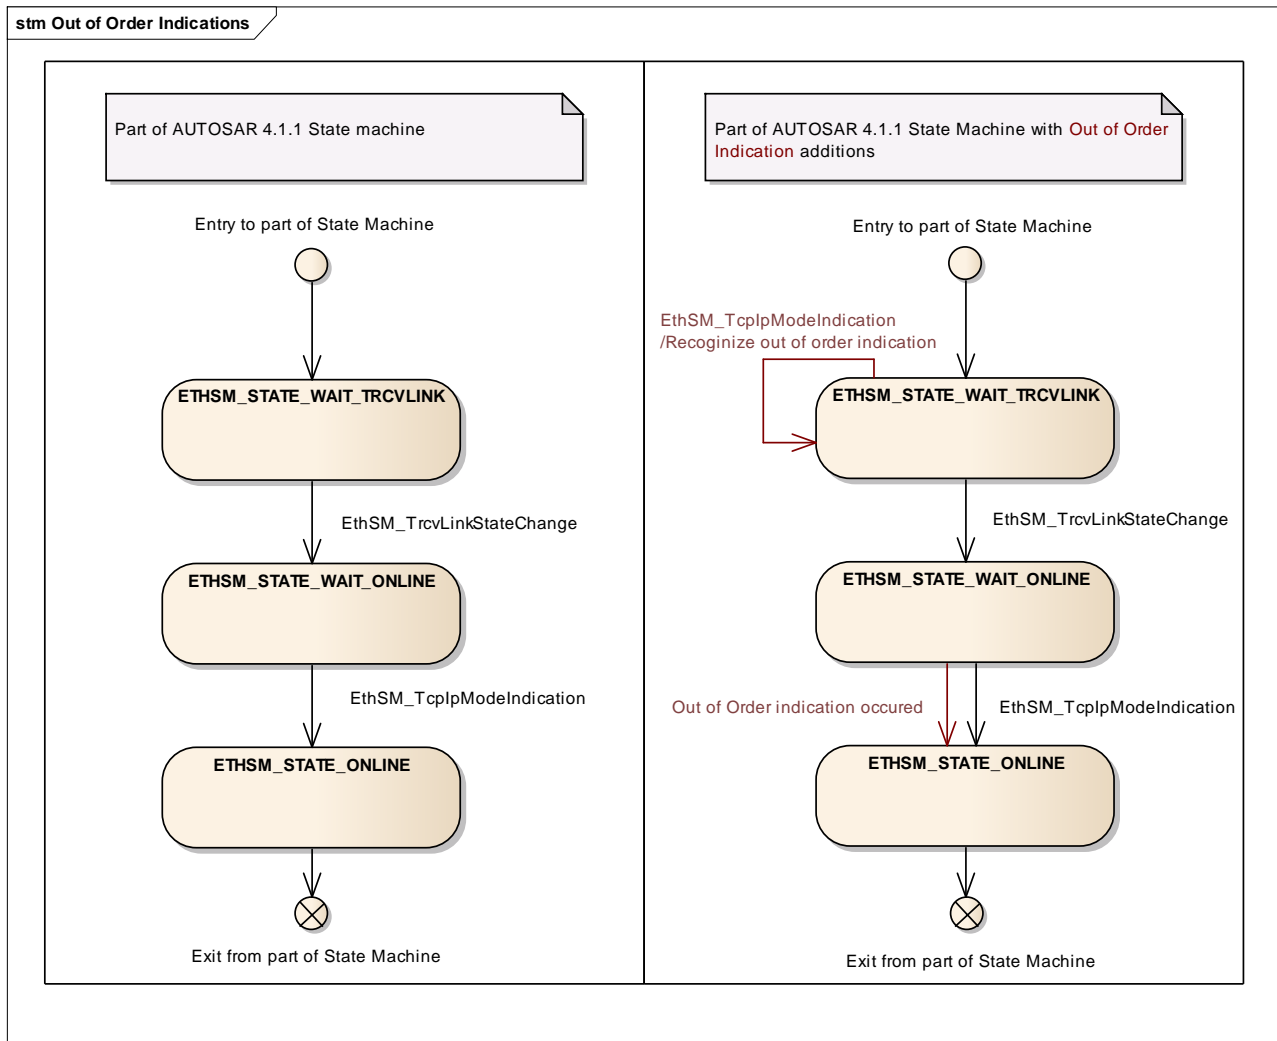 stm Out of Order Indications
Part of AUTOSAR 4.1.1 State machine
Entry to part of State Machine
ETHSM_STATE_WAIT_TRCVLINK
EthSM_TrcvLinkStateChange
ETHSM_STATE_WAIT_ONLINE
EthSM_TcpIpModeIndication
ETHSM_STATE_ONLINE
Exit from part of State Machine
Part of AUTOSAR 4.1.1 State Machine with Out of Order
Indication additions
Entry to part of State Machine
EthSM_TcpIpModeIndication
/Recoginize out of order indication
ETHSM_STATE_WAIT_TRCVLINK
EthSM_TrcvLinkStateChange
ETHSM_STATE_WAIT_ONLINE
Out of Order indication occured
EthSM_TcpIpModeIndication
ETHSM_STATE_ONLINE
Exit from part of State Machine